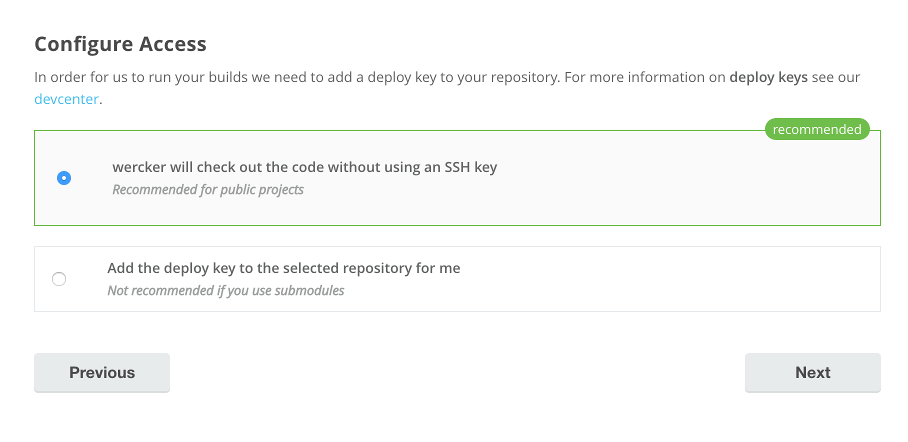 Configure Access
In order for us to run your builds we need to add a deploy key to your repository. For more information on deploy keys see our
devcenter.
recommended
wercker will check out the code without using an SSH key
Recommended for public projects
Add the deploy key to the selected repository for me
Not recommended if you use submodules
Previous
Next